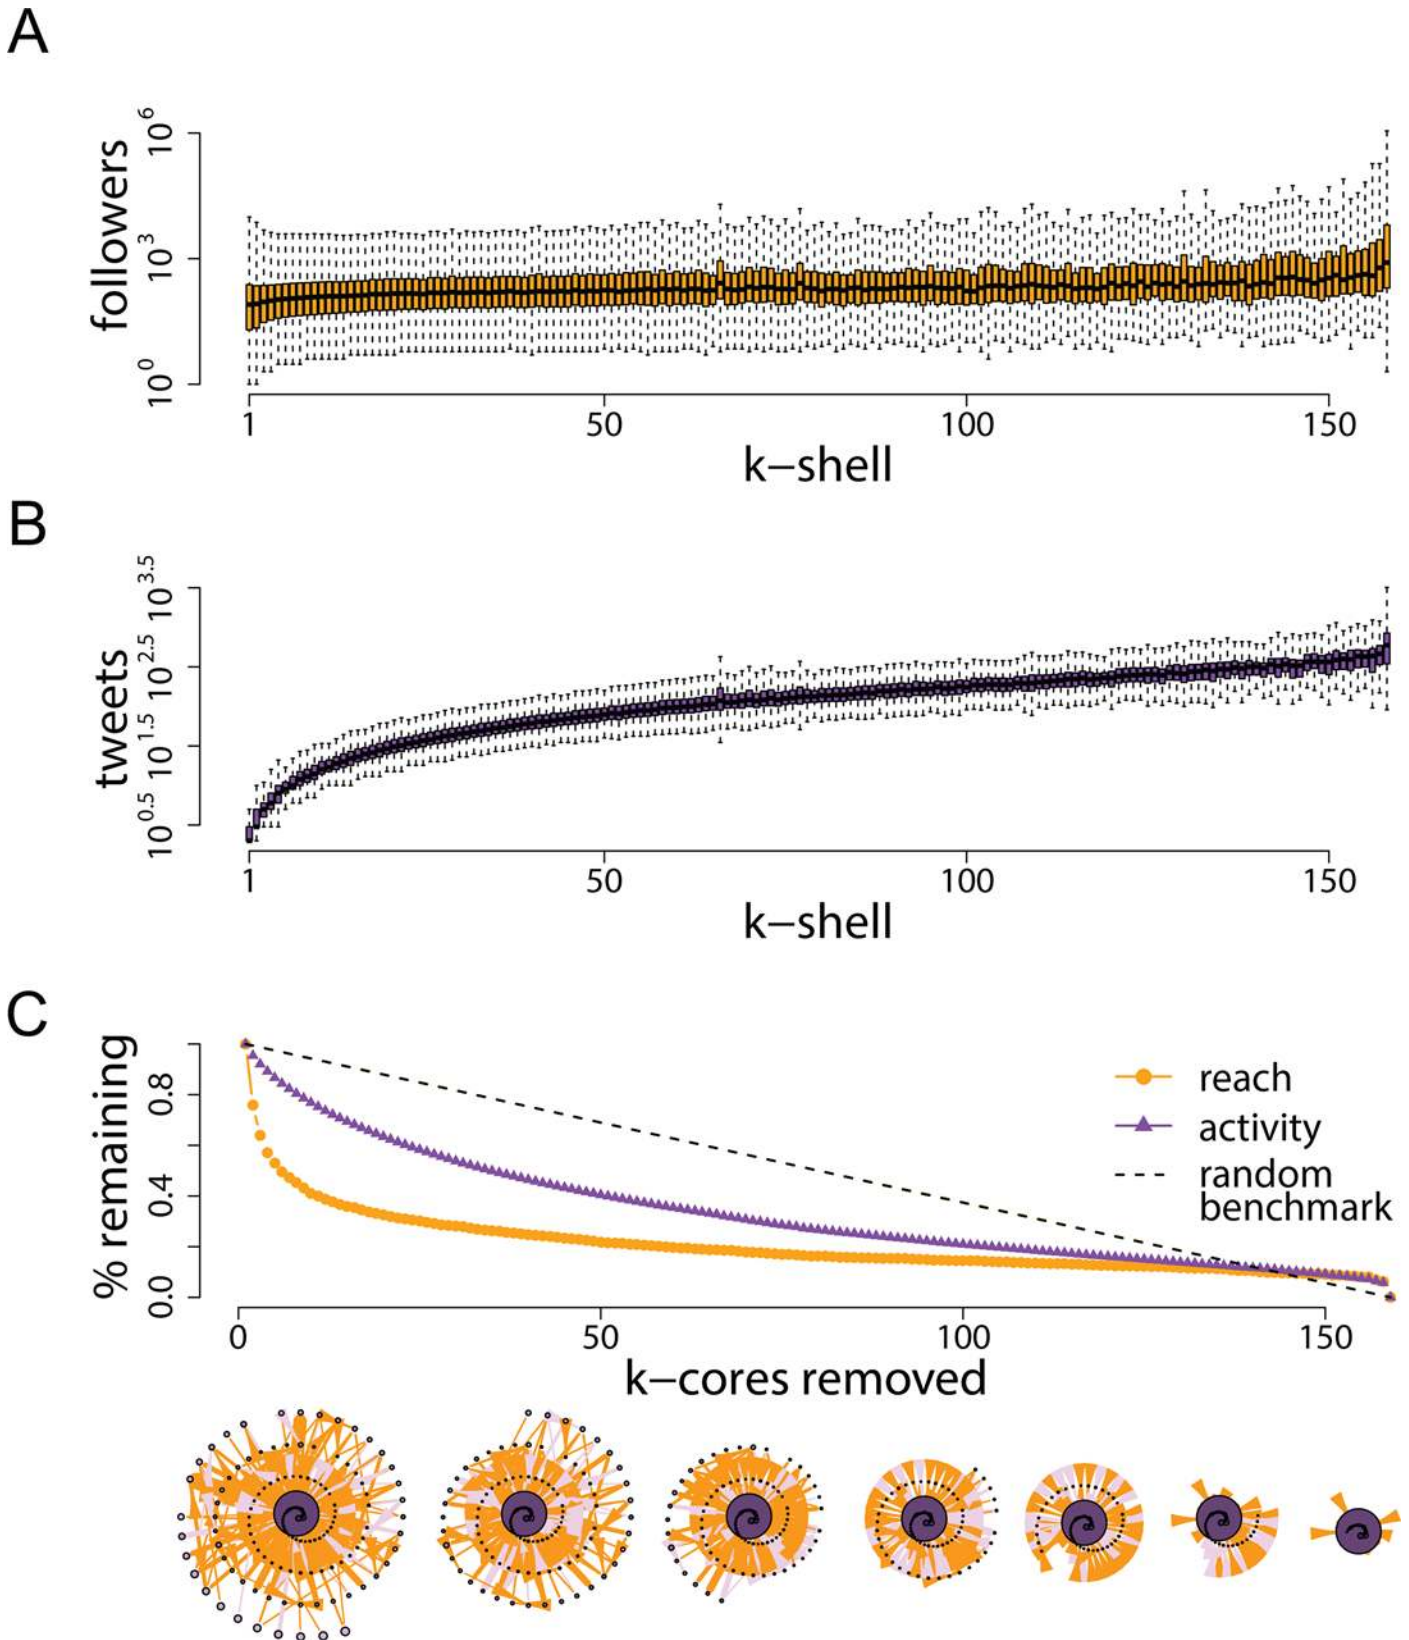 A
followers
10^6
10^3
10^0
1 50 100 150
k−shell
B
tweets
10^3.5
10^2.5
10^1.5
10^0.5
1 50 100 150
k−shell
C
% remaining
0.8
0.4
0.0
reach
activity
random
benchmark
0 50 100 150
k−cores removed